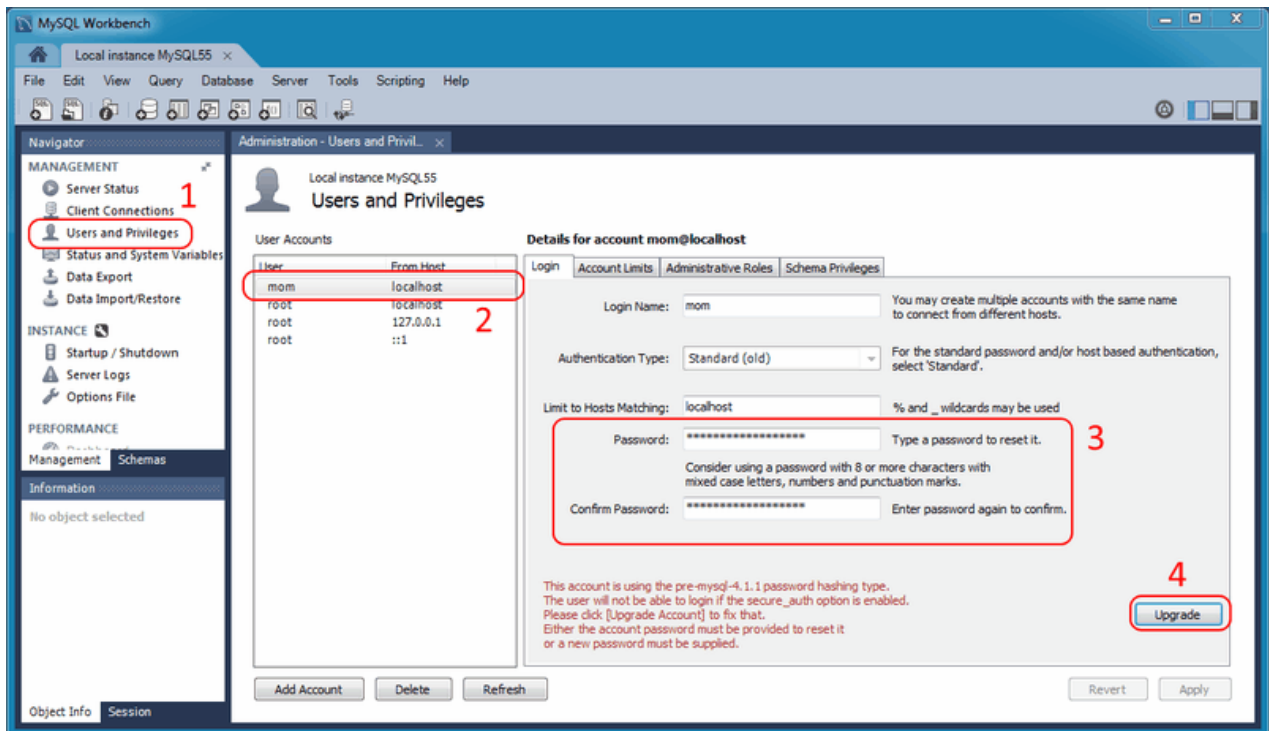 MySQL Workbench
Local instance MySQL55
File Edit View Query Database Server Tools Scripting Help
Navigator
MANAGEMENT
Server Status
1
Client Connections
Users and Privileges
Status and System Variables
Data Export
Data Import/Restore
INSTANCE
Startup / Shutdown
Server Logs
Options File
PERFORMANCE
Management Schemas
Information
No object selected
Object Info Session
Administration - Users and Privil...
Local instance MySQL55
Users and Privileges
User Accounts
User From Host
mom localhost
root localhost
root 127.0.0.1
root ::1
2
Add Account Delete Refresh
Details for account mom@localhost
Login Account Limits Administrative Roles Schema Privileges
Login Name: mom
You may create multiple accounts with the same name
to connect from different hosts.
Authentication Type: Standard (old)
For the standard password and/or host based authentication,
select 'Standard'.
Limit to Hosts Matching: localhost % and _ wildcards may be used
3
Password: ****************** Type a password to reset it.
Consider using a password with 8 or more characters with
mixed case letters, numbers and punctuation marks.
Confirm Password: ****************** Enter password again to confirm.
This account is using the pre-mysql-4.1.1 password hashing type.
The user will not be able to login if the secure_auth option is enabled.
Please click [Upgrade Account] to fix that.
Either the account password must be provided to reset it
or a new password must be supplied.
4
Upgrade
Revert Apply